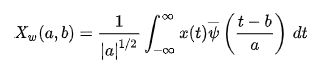 X_w(a, b) = \frac{1}{|a|^{1/2}} \int_{-\infty}^{\infty} x(t) \overline{\psi} \left( \frac{t - b}{a} \right) dt